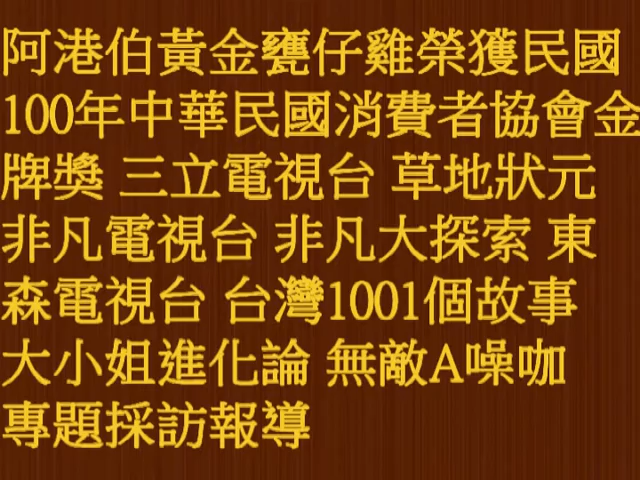 阿港伯黃金甕仔雞榮獲民國
100年中華民國消費者協會金
牌獎 三立電視台 草地狀元
非凡電視台 非凡大探索 東
森電視台 台灣1001個故事
大小姐進化論 無敵A噪咖
專題採訪報導